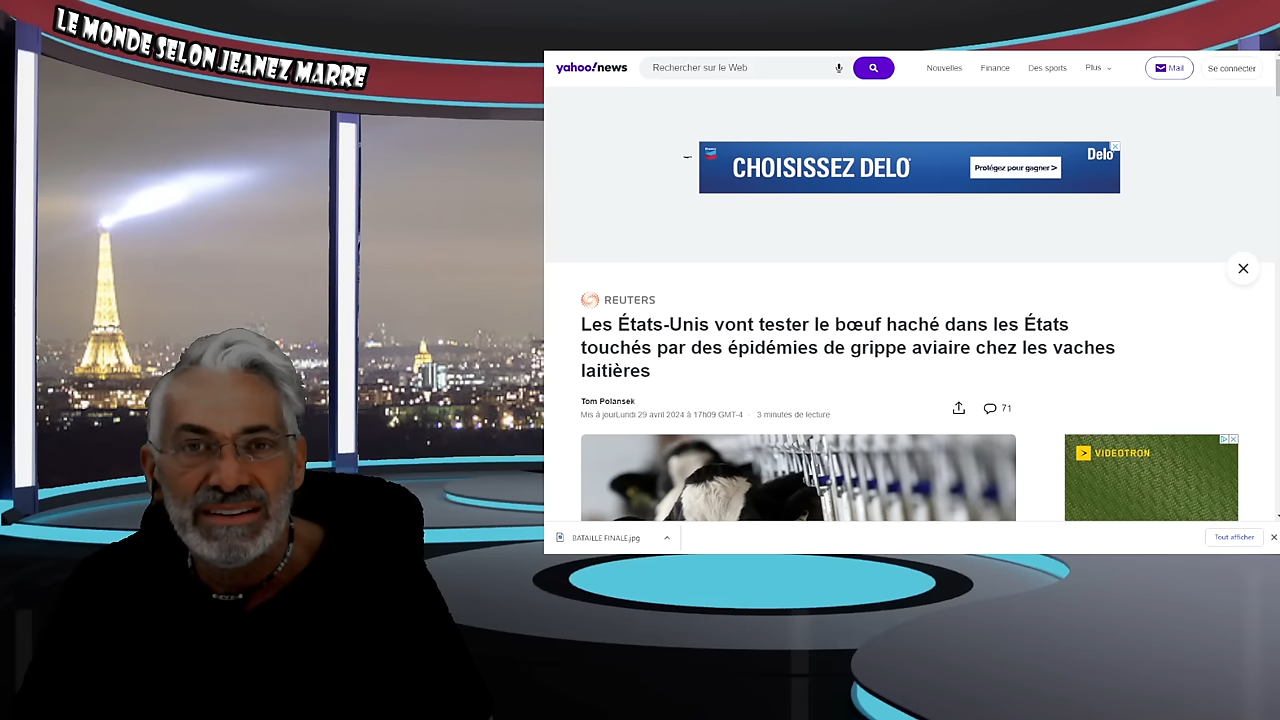 LE MONDE SELON JEANEZ MARRE
yahoo!news
Rechercher sur le Web
Nouvelles
Finance
Des sports
Plus
Mail
Se connecter
CHOISISSEZ DELO
Protégez pour gagner >
Delo
REUTERS
Les États-Unis vont tester le bœuf haché dans les États
touchés par des épidémies de grippe aviaire chez les vaches
laitières
Tom Polansek
Mis à jourLundi 29 avril 2024 à 17h09 GMT-4 · 3 minutes de lecture
71
VIDEOTRON
BATAILLE FINALE.jpg
Tout afficher